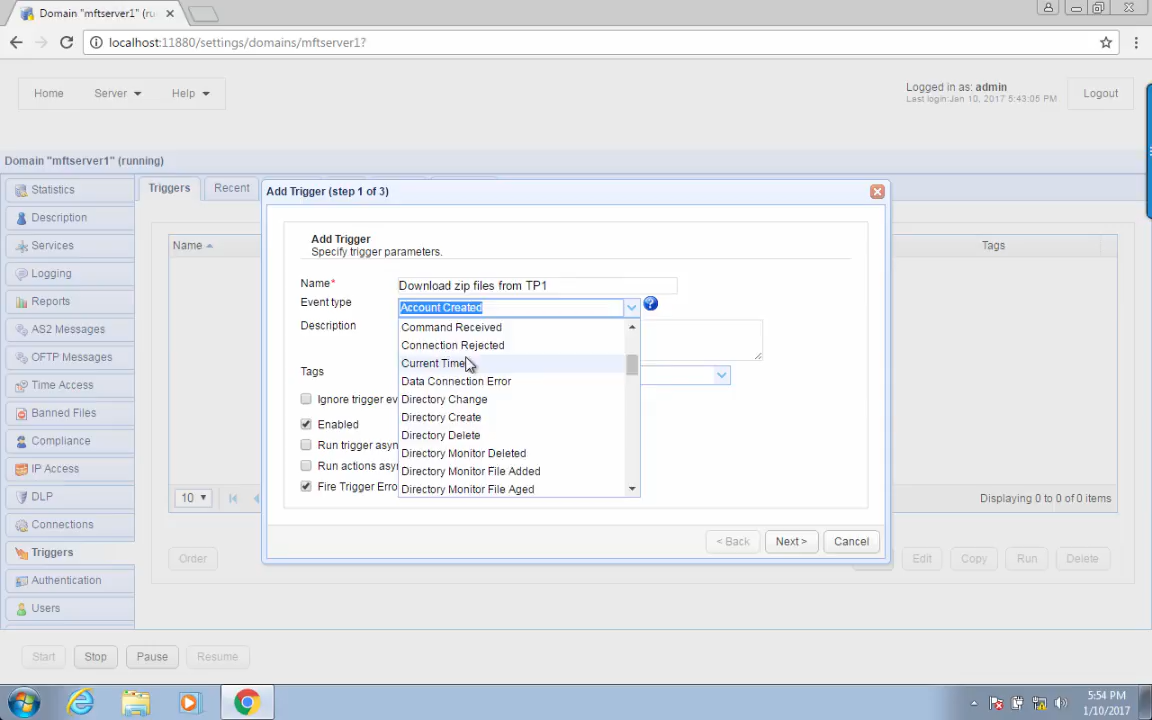 Domain "mftserver1" (ru
localhost:11880/settings/domains/mftserver1?
Home Server Help
Logged in as: admin
Last login:Jan 10, 2017 5:43:05 PM
Logout
Domain "mftserver1" (running)
Statistics
Description
Services
Logging
Reports
AS2 Messages
OFTP Messages
Time Access
Banned Files
Compliance
IP Access
DLP
Connections
Triggers
Authentication
Users
Triggers Recent
Name
Tags
10
Displaying 0 to 0 of 0 items
Order
Edit Copy Run Delete
Add Trigger (step 1 of 3)
Add Trigger
Specify trigger parameters.
Name* Download zip files from TP1
Event type Account Created
Description
Tags
Command Received
Connection Rejected
Current Time
Data Connection Error
Directory Change
Directory Create
Directory Delete
Directory Monitor Deleted
Directory Monitor File Added
Directory Monitor File Aged
Ignore trigger ev
Enabled
Run trigger asyn
Run actions asy
Fire Trigger Erro
< Back Next > Cancel
Start Stop Pause Resume
5:54 PM
1/10/2017